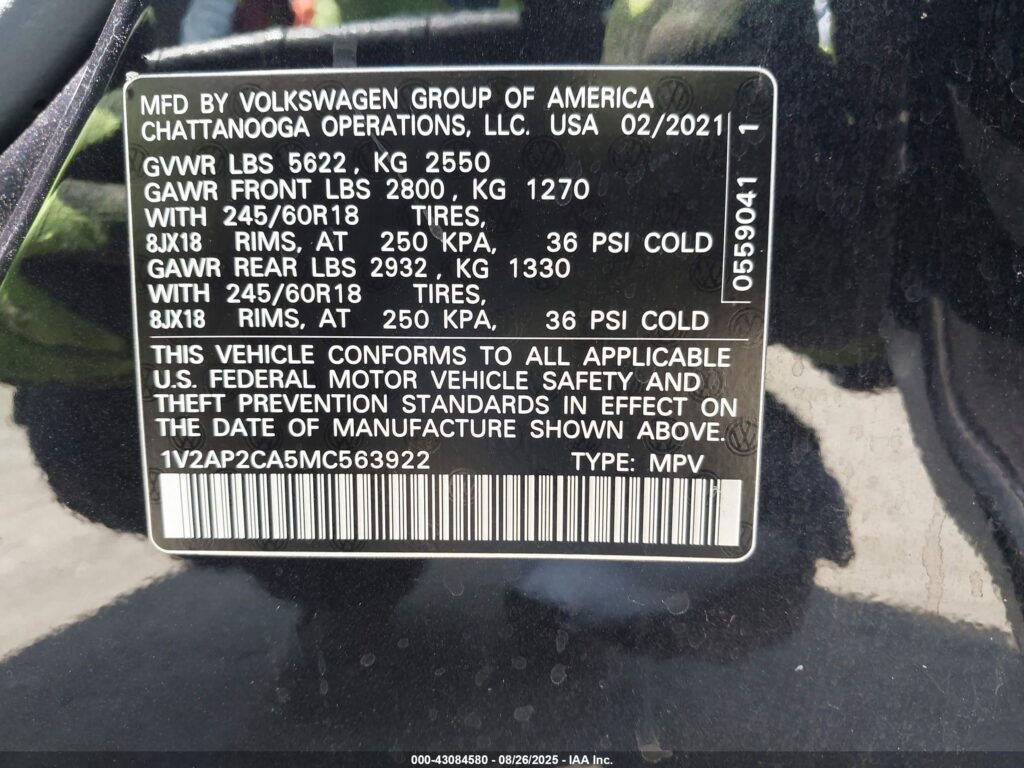 MFD BY VOLKSWAGEN GROUP OF AMERICA
CHATTANOOGA OPERATIONS, LLC. USA 02/2021
GVWR LBS 5622, KG 2550
GAWR FRONT LBS 2800, KG 1270
WITH 245/60R18 TIRES,
8JX18 RIMS, AT 250 KPA, 36 PSI COLD
GAWR REAR LBS 2932, KG 1330
WITH 245/60R18 TIRES,
8JX18 RIMS, AT 250 KPA, 36 PSI COLD
0559041 1
THIS VEHICLE CONFORMS TO ALL APPLICABLE
U.S. FEDERAL MOTOR VEHICLE SAFETY AND
THEFT PREVENTION STANDARDS IN EFFECT ON
THE DATE OF MANUFACTURE SHOWN ABOVE.
1V2AP2CA5MC563922 TYPE: MPV
000-43084580 - 08/26/2025 - IAA Inc.